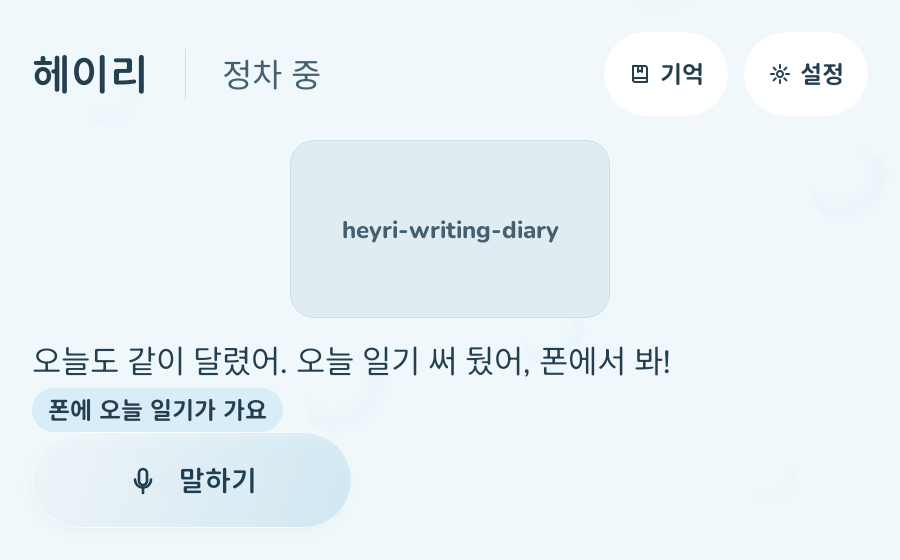 헤이리
정차 중
기억
설정
heyri-writing-diary
오늘도 같이 달렸어. 오늘 일기 써 뒀어, 폰에서 봐!
폰에 오늘 일기가 가요
말하기